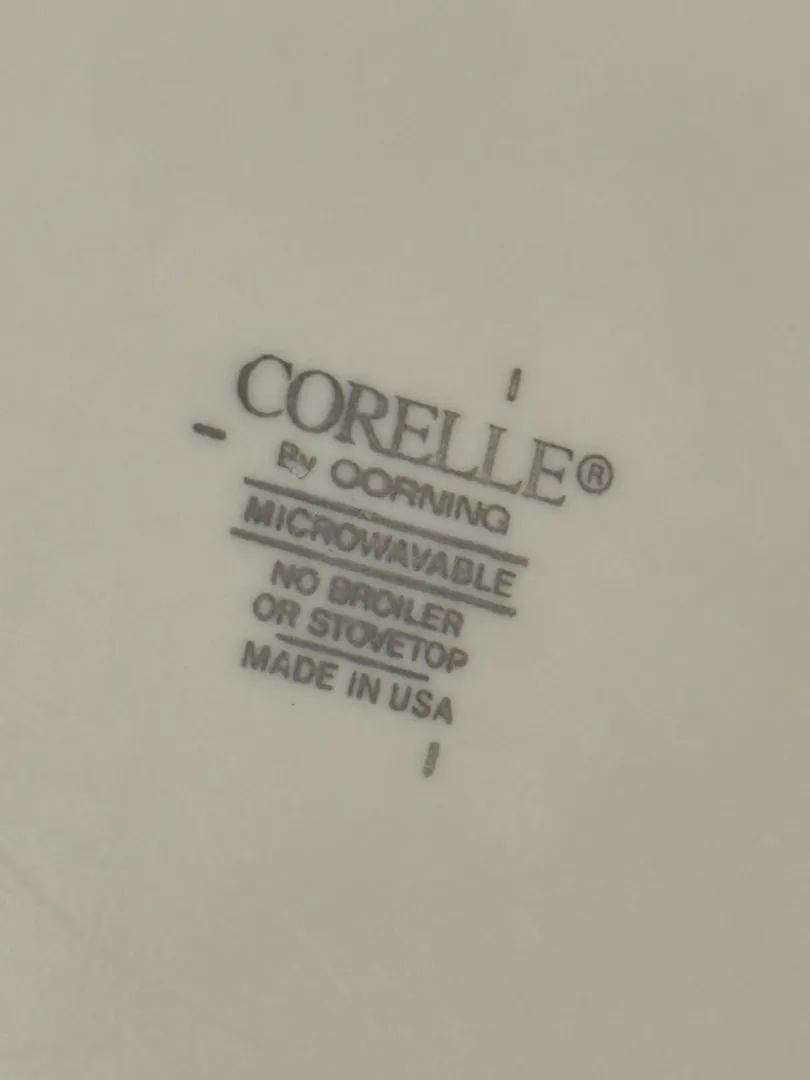 CORELLE®
By CORNING
MICROWAVABLE
NO BROILER
OR STOVETOP
MADE IN USA